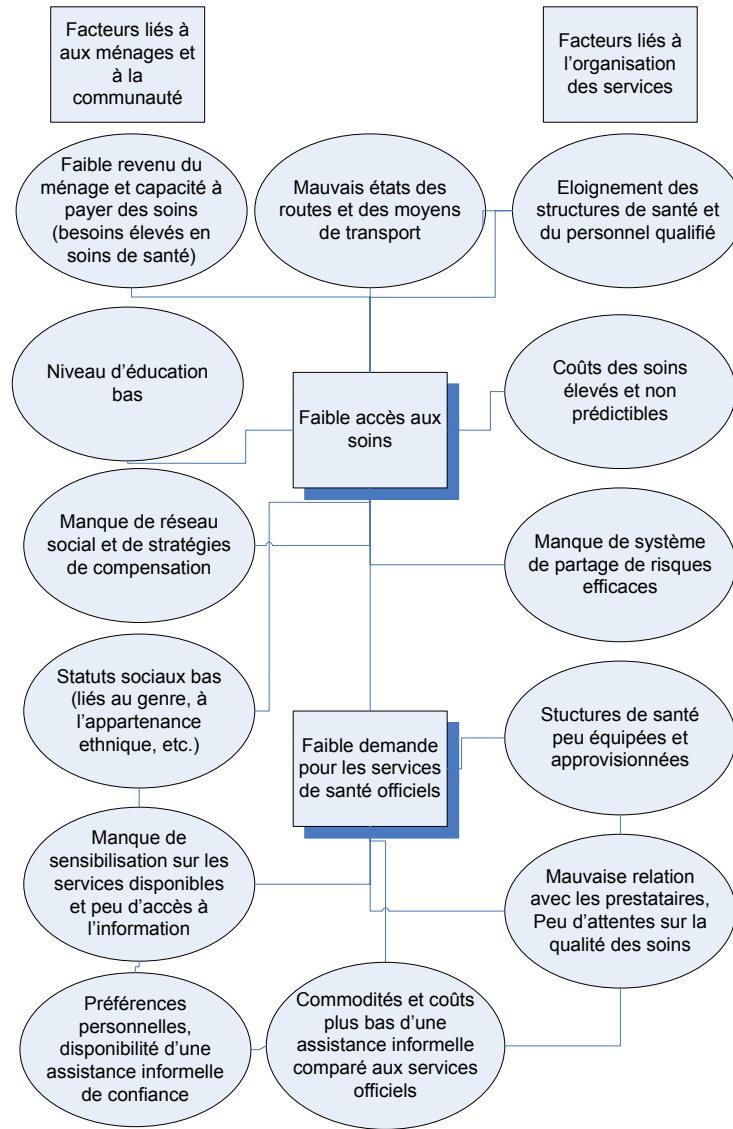 Facteurs liés à
aux ménages et
à la
communauté
Facteurs liés à
l’organisation
des services
Faible revenu du
ménage et capacité à
payer des soins
(besoins élevés en
soins de santé)
Mauvais états des
routes et des moyens
de transport
Eloignement des
structures de santé et
du personnel qualifié
Niveau d’éducation
bas
Faible accès aux
soins
Coûts des soins
élevés et non
prédictibles
Manque de réseau
social et de stratégies
de compensation
Manque de système
de partage de risques
efficaces
Statuts sociaux bas
(liés au genre, à
l’appartenance
ethnique, etc.)
Faible demande
pour les services
de santé officiels
Stuctures de santé
peu équipées et
approvisionnées
Manque de
sensibilisation sur les
services disponibles
et peu d’accès à
l’information
Mauvaise relation
avec les prestataires,
Peu d’attentes sur la
qualité des soins
Préférences
personnelles,
disponibilité d’une
assistance informelle
de confiance
Commodités et coûts
plus bas d’une
assistance informelle
comparé aux services
officiels